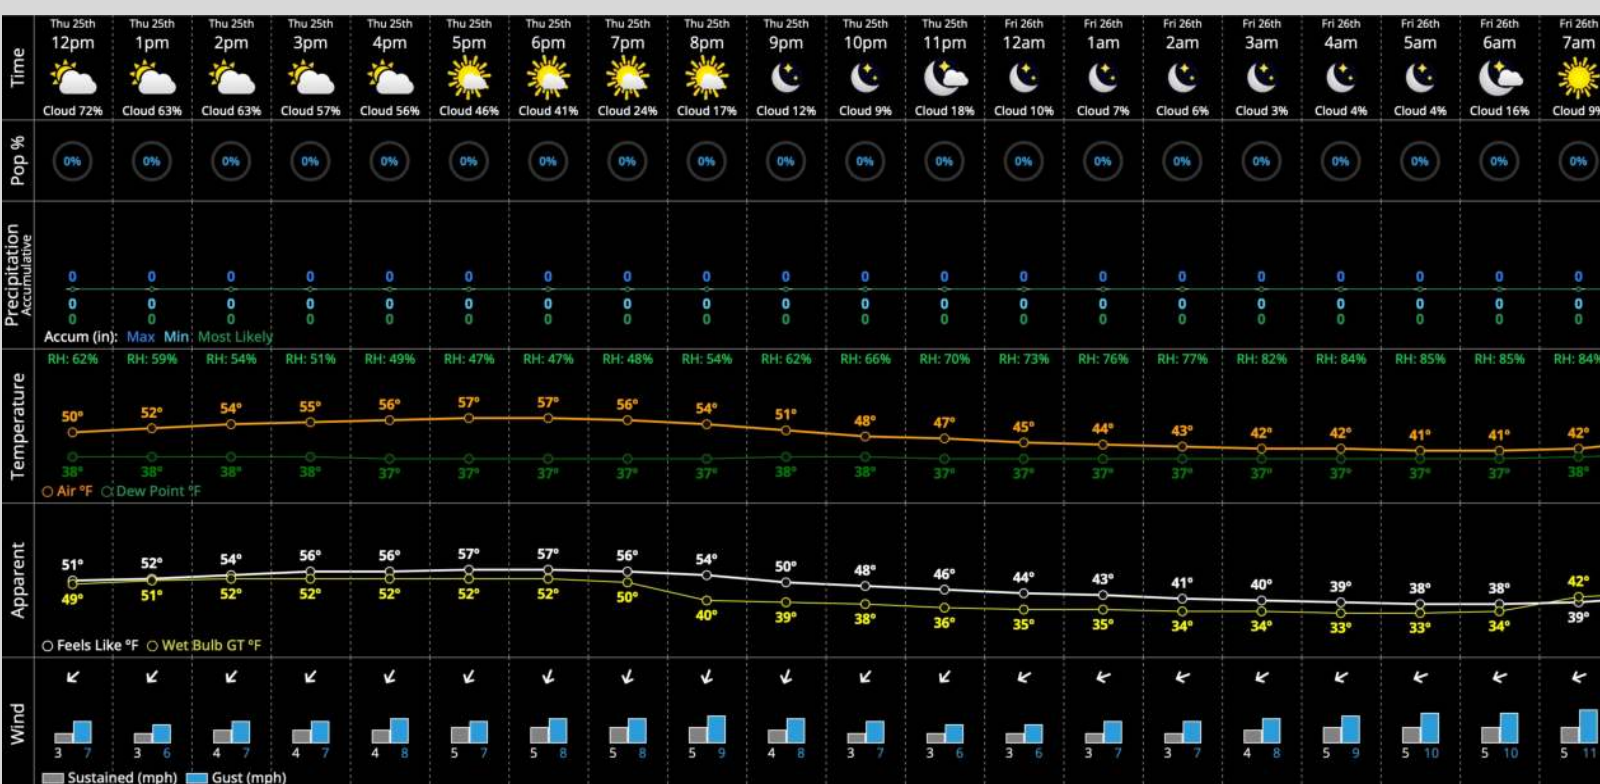 Time
Thu 25th Thu 25th Thu 25th Thu 25th Thu 25th Thu 25th Thu 25th Thu 25th Thu 25th Thu 25th Thu 25th Thu 25th Fri 26th Fri 26th Fri 26th Fri 26th Fri 26th Fri 26th Fri 26th Fri 26th
12pm 1pm 2pm 3pm 4pm 5pm 6pm 7pm 8pm 9pm 10pm 11pm 12am 1am 2am 3am 4am 5am 6am 7am
Cloud 72% Cloud 63% Cloud 63% Cloud 57% Cloud 56% Cloud 46% Cloud 41% Cloud 24% Cloud 17% Cloud 12% Cloud 9% Cloud 18% Cloud 10% Cloud 7% Cloud 6% Cloud 3% Cloud 4% Cloud 4% Cloud 16% Cloud 9%
Pop %
0% 0% 0% 0% 0% 0% 0% 0% 0% 0% 0% 0% 0% 0% 0% 0% 0% 0% 0% 0%
Precipitation
Accumulative
0 0 0 0 0 0 0 0 0 0 0 0 0 0 0 0 0 0 0 0
0 0 0 0 0 0 0 0 0 0 0 0 0 0 0 0 0 0 0 0
0 0 0 0 0 0 0 0 0 0 0 0 0 0 0 0 0 0 0 0
Accum (in): Max Min Most Likely
Temperature
RH: 62% RH: 59% RH: 54% RH: 51% RH: 49% RH: 47% RH: 47% RH: 48% RH: 54% RH: 62% RH: 66% RH: 70% RH: 73% RH: 76% RH: 77% RH: 82% RH: 84% RH: 85% RH: 85% RH: 84%
50° 52° 54° 55° 56° 57° 57° 56° 54° 51° 48° 47° 45° 44° 43° 42° 42° 41° 41° 42°
38° 38° 38° 38° 37° 37° 37° 37° 37° 38° 38° 37° 37° 37° 37° 37° 37° 37° 37° 38°
Air °F Dew Point °F
Apparent
51° 52° 54° 56° 56° 57° 57° 56° 54° 50° 48° 46° 44° 43° 41° 40° 39° 38° 38° 42°
49° 51° 52° 52° 52° 52° 52° 50° 40° 39° 38° 36° 35° 35° 34° 34° 33° 33° 34° 39°
Feels Like °F Wet Bulb GT °F
Wind
3 7 3 6 4 7 4 7 4 8 5 7 5 8 5 8 5 9 4 8 3 7 3 6 3 6 3 7 3 7 4 8 5 9 5 10 5 10 5 11
Sustained (mph) Gust (mph)